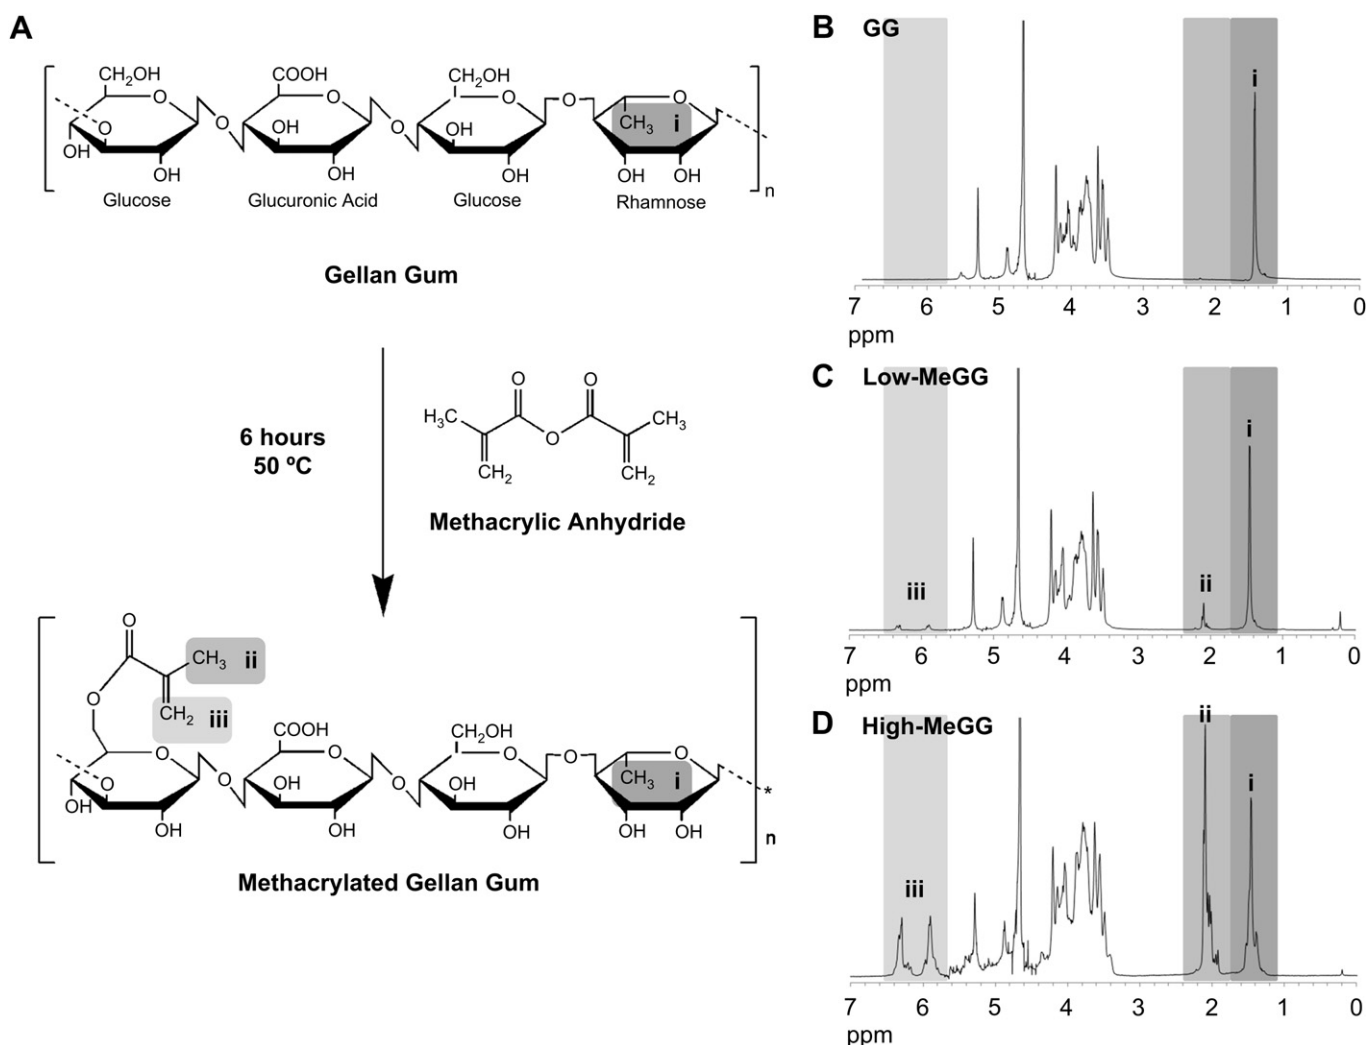 A
CH2OH
COOH
CH2OH
O
O
O
O
O
O
O
O
OH
OH
CH3 i
OH
OH
OH
OH
OH OH
n
Glucose
Glucuronic Acid
Glucose
Rhamnose
Gellan Gum
6 hours
50 ºC
O
O
H3C
O
CH3
CH2
CH2
Methacrylic Anhydride
O
CH3 ii
O
CH2 iii
COOH
CH2OH
O
O
O
O
O
O
O
O
OH
OH
CH3 i
OH
OH
OH
OH
OH OH
*
n
Methacrylated Gellan Gum
B GG
i
7 6 5 4 3 2 1 0
ppm
C Low-MeGG
i
ii
iii
7 6 5 4 3 2 1 0
ppm
D High-MeGG
ii
i
iii
7 6 5 4 3 2 1 0
ppm